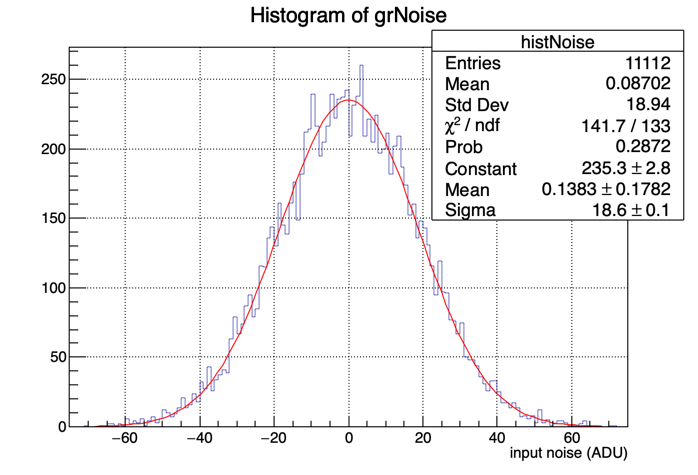 Histogram of grNoise
histNoise
Entries 11112
Mean 0.08702
Std Dev 18.94
χ² / ndf 141.7 / 133
Prob 0.2872
Constant 235.3 ± 2.8
Mean 0.1383 ± 0.1782
Sigma 18.6 ± 0.1
250
200
150
100
50
0
−60 −40 −20 0 20 40 60
input noise (ADU)